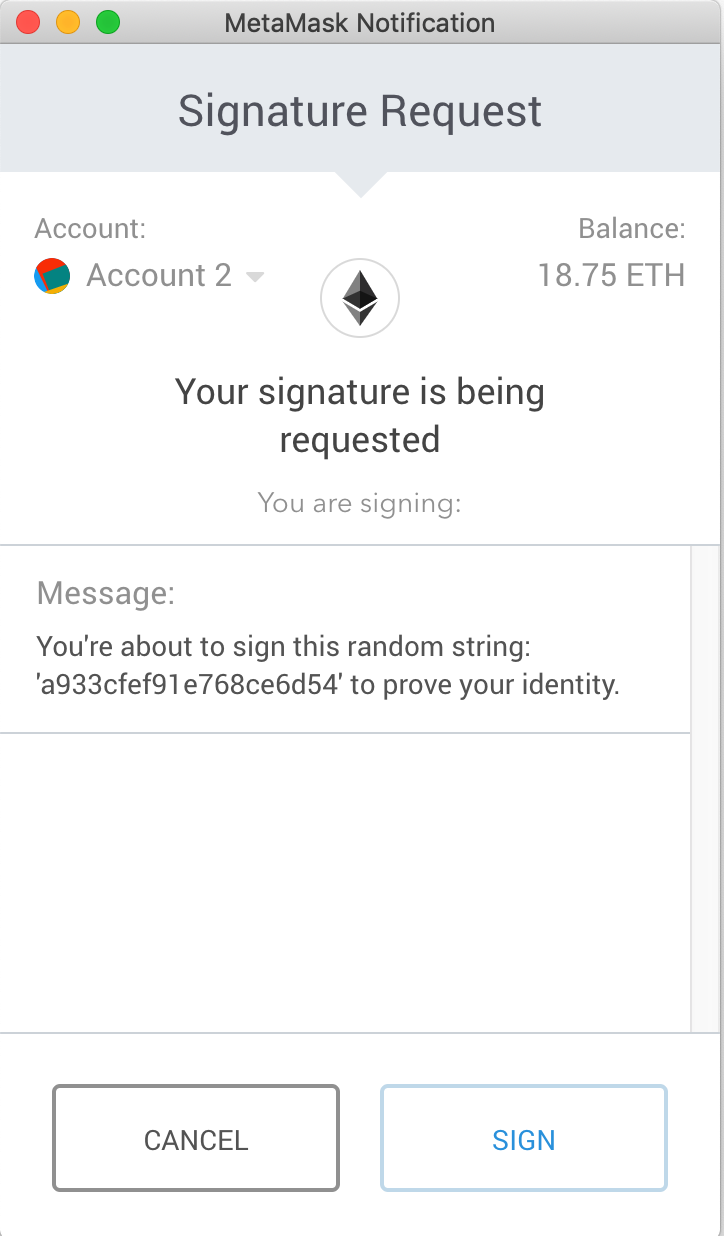 MetaMask Notification
Signature Request
Account:
Balance:
Account 2
18.75 ETH
Your signature is being
requested
You are signing:
Message:
You're about to sign this random string:
'a933cfef91e768ce6d54' to prove your identity.
CANCEL
SIGN